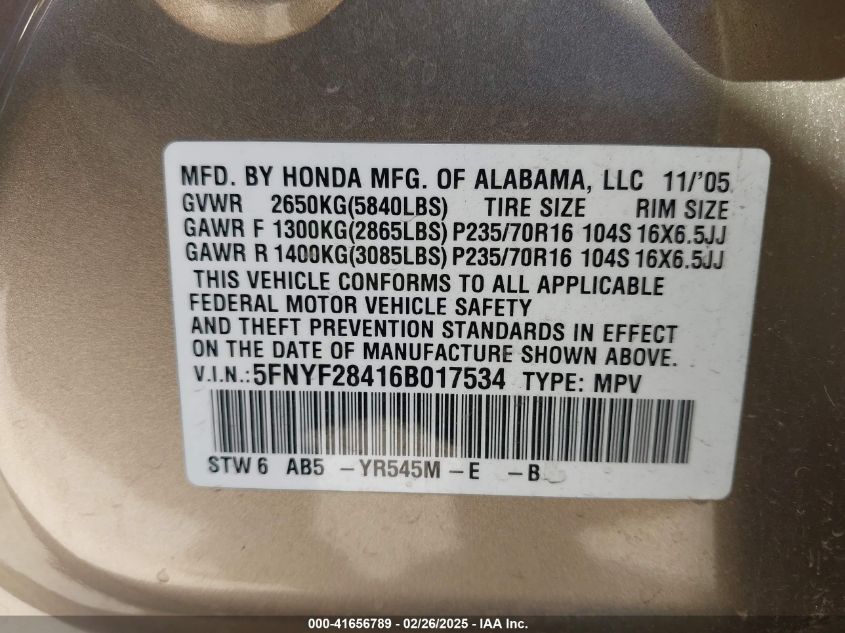 MFD. BY HONDA MFG. OF ALABAMA, LLC 11/'05
GVWR 2650KG(5840LBS) TIRE SIZE RIM SIZE
GAWR F 1300KG(2865LBS) P235/70R16 104S 16X6.5JJ
GAWR R 1400KG(3085LBS) P235/70R16 104S 16X6.5JJ
THIS VEHICLE CONFORMS TO ALL APPLICABLE
FEDERAL MOTOR VEHICLE SAFETY
AND THEFT PREVENTION STANDARDS IN EFFECT
ON THE DATE OF MANUFACTURE SHOWN ABOVE.
V.I.N.: 5FNYF28416B017534 TYPE: MPV
STW 6 AB5 -YR545M -E -B
000-41656789 - 02/26/2025 - IAA Inc.